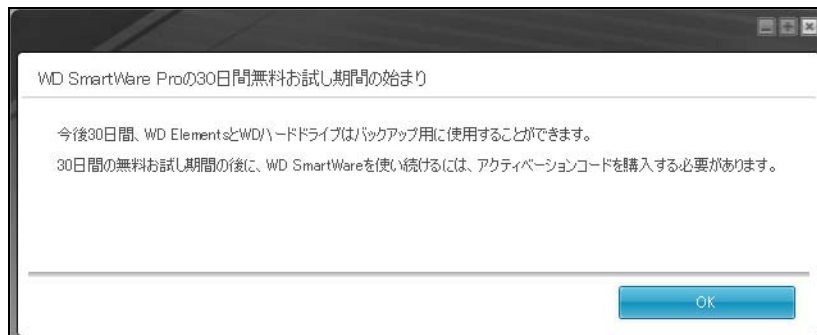 WD SmartWare Proの30日間無料お試し期間の始まり
今後30日間、WD ElementsとWDハードドライブはバックアップ用に使用することができます。
30日間の無料お試し期間の後に、WD SmartWareを使い続けるには、アクティベーションコードを購入する必要があります。
OK